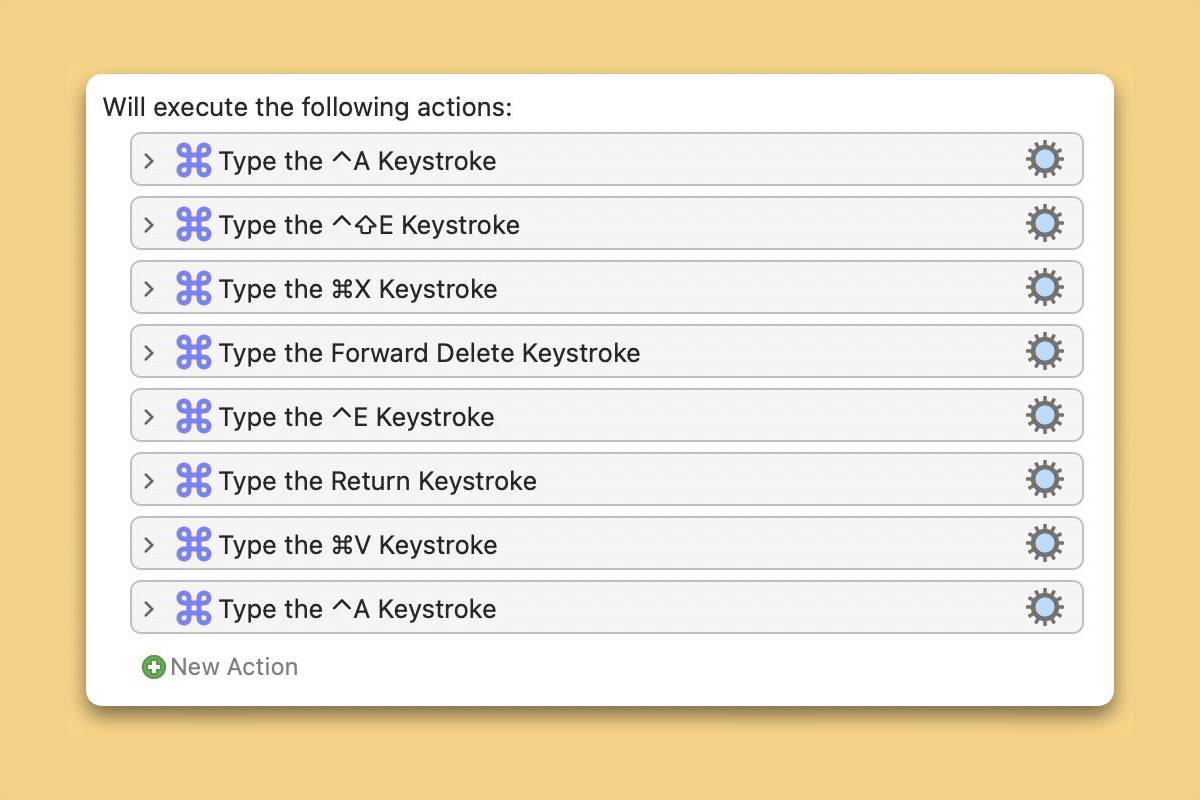 Will execute the following actions:
Type the ^A Keystroke
Type the ^⇧E Keystroke
Type the ⌘X Keystroke
Type the Forward Delete Keystroke
Type the ^E Keystroke
Type the Return Keystroke
Type the ⌘V Keystroke
Type the ^A Keystroke
New Action